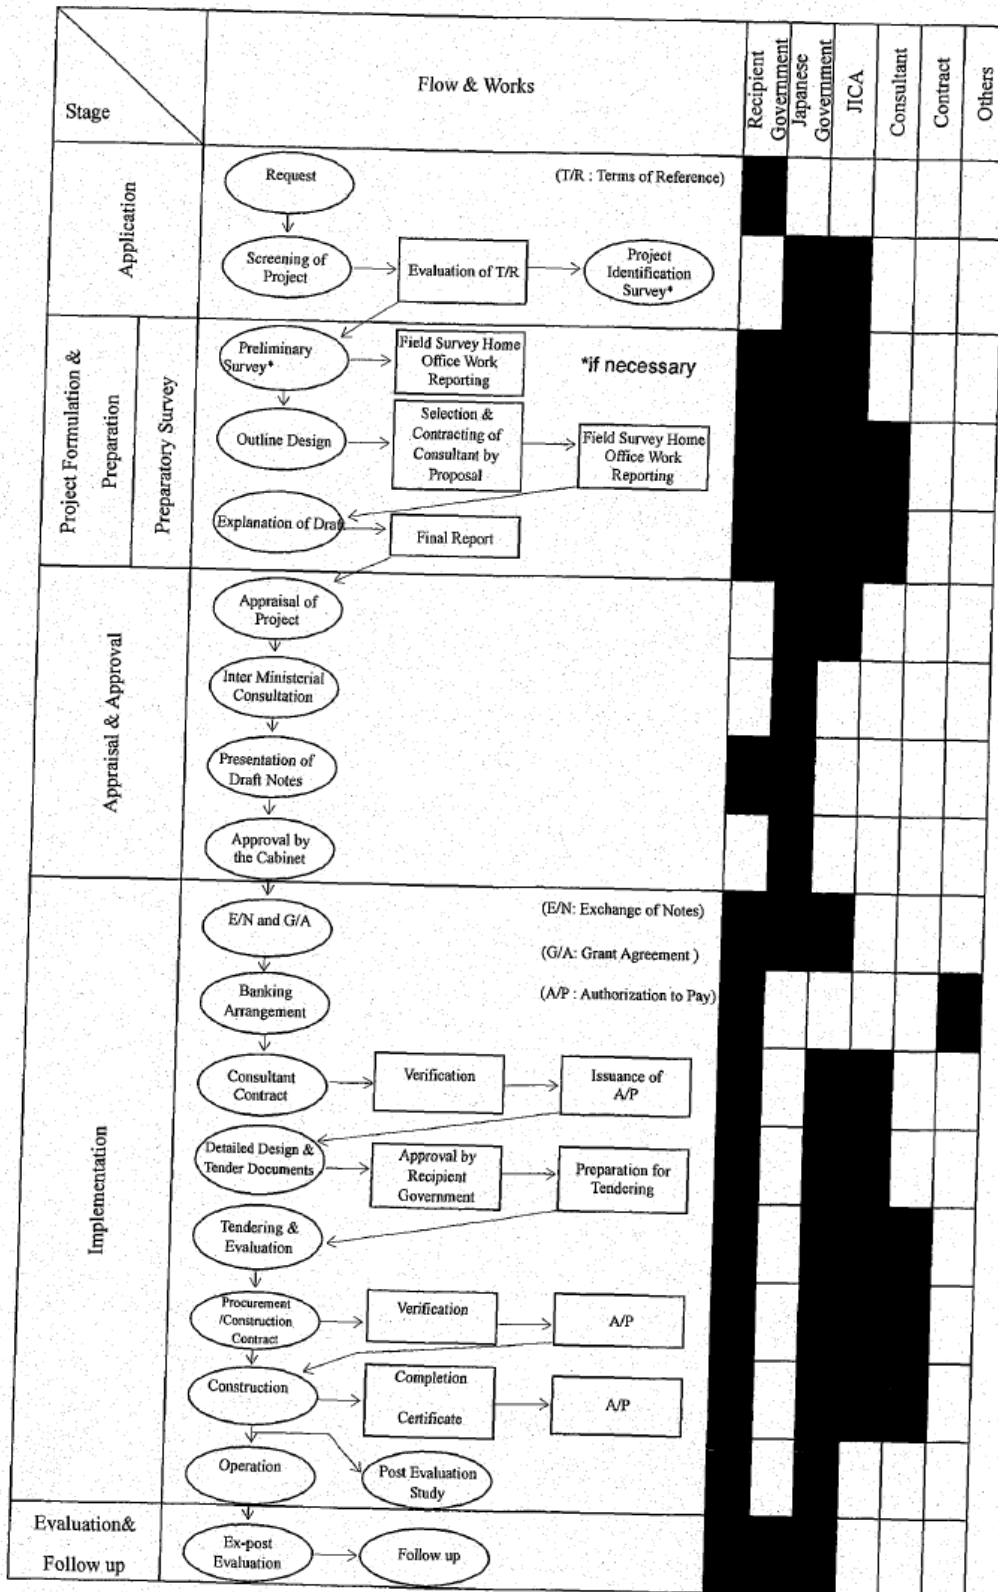 Stage
Flow & Works
Recipient
Government
Japanese
Government
JICA
Consultant
Contract
Others
Application
Request
(T/R : Terms of Reference)
Screening of
Project
Evaluation of T/R
Project
Identification
Survey*
Project Formulation &
Preparation
Preparatory Survey
Preliminary
Survey*
Field Survey Home
Office Work
Reporting
*if necessary
Outline Design
Selection &
Contracting of
Consultant by
Proposal
Field Survey Home
Office Work
Reporting
Explanation of Draft
Final Report
Appraisal & Approval
Appraisal of
Project
Inter Ministerial
Consultation
Presentation of
Draft Notes
Approval by
the Cabinet
Implementation
E/N and G/A
(E/N: Exchange of Notes)
(G/A: Grant Agreement )
Banking
Arrangement
(A/P : Authorization to Pay)
Consultant
Contract
Verification
Issuance of
A/P
Detailed Design &
Tender Documents
Approval by
Recipient
Government
Preparation for
Tendering
Tendering &
Evaluation
Procurement
/Construction
Contract
Verification
A/P
Construction
Completion
Certificate
A/P
Operation
Post Evaluation
Study
Evaluation&
Follow up
Ex-post
Evaluation
Follow up